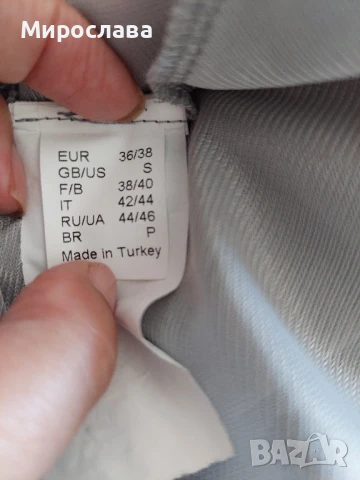 Мирослава
EUR 36/38
GB/US S
F/B 38/40
IT 42/44
RU/UA 44/46
BR P
Made in Turkey
BAZAR